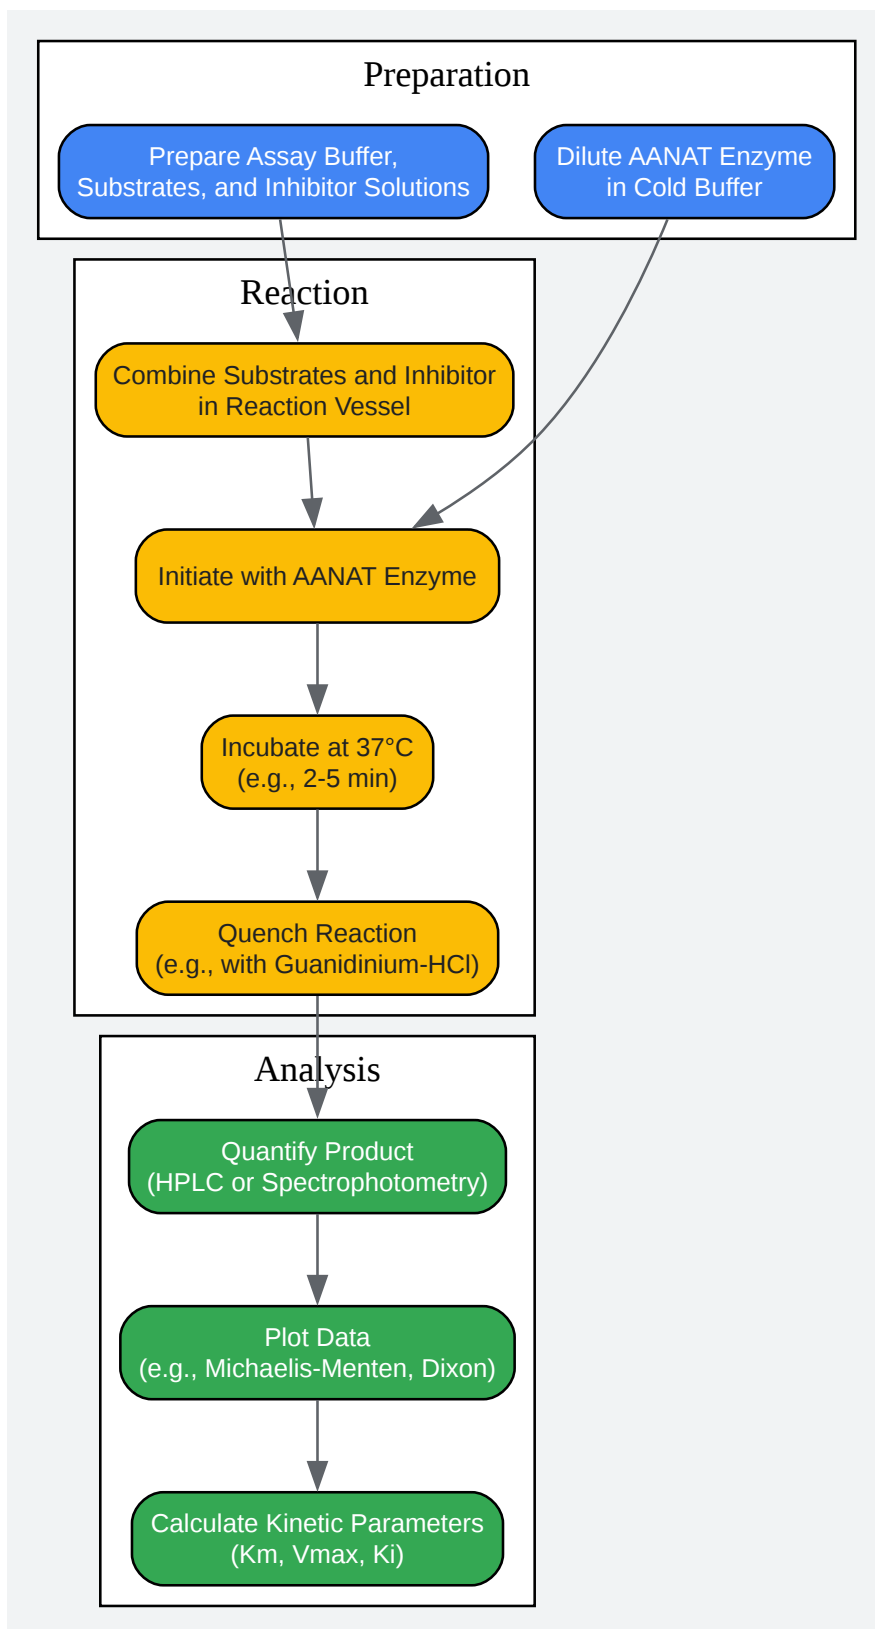 Preparation
Prepare Assay Buffer,
Substrates, and Inhibitor Solutions
Dilute AANAT Enzyme
in Cold Buffer
Reaction
Combine Substrates and Inhibitor
in Reaction Vessel
Initiate with AANAT Enzyme
Incubate at 37°C
(e.g., 2-5 min)
Quench Reaction
(e.g., with Guanidinium-HCl)
Analysis
Quantify Product
(HPLC or Spectrophotometry)
Plot Data
(e.g., Michaelis-Menten, Dixon)
Calculate Kinetic Parameters
(Km, Vmax, Ki)